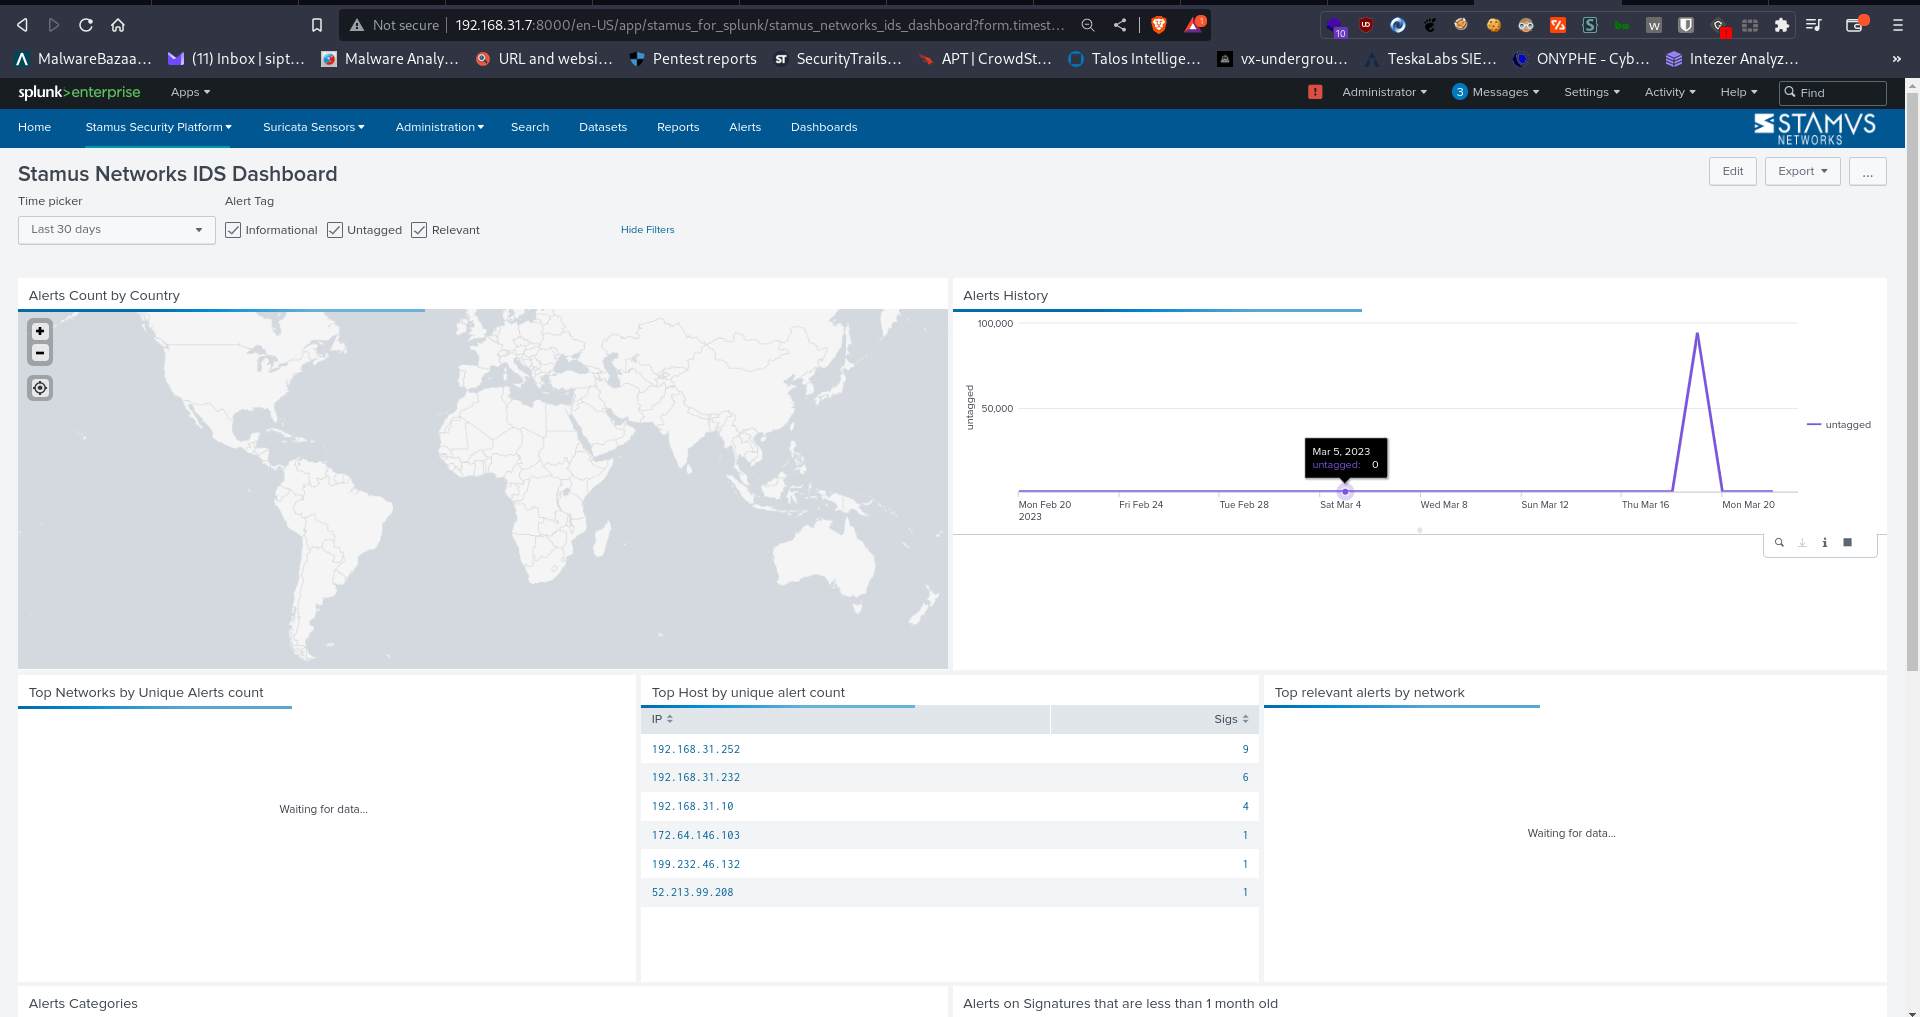 Not secure 192.168.31.7:8000/en-US/app/stamus_for_splunk/stamus_networks_ids_dashboard?form.timest... 1 10 UD S bw W 1
MalwareBazaa... (11) Inbox | sipt... Malware Analy... URL and websi... Pentest reports ST SecurityTrails... APT | CrowdSt... Talos Intellige... vx-undergrou... TeskaLabs SIE... ONYPHE - Cyb... Intezer Analyz... »
splunk>enterprise Apps ! Administrator 3 Messages Settings Activity Help Find
Home Stamus Security Platform Suricata Sensors Administration Search Datasets Reports Alerts Dashboards STAMVS
NETWORKS
Stamus Networks IDS Dashboard
Edit Export ...
Time picker Alert Tag
Last 30 days Informational Untagged Relevant Hide Filters
Alerts Count by Country
+
−
Alerts History
100,000
50,000
untagged
untagged
Mar 5, 2023
untagged: 0
Mon Feb 20 Fri Feb 24 Tue Feb 28 Sat Mar 4 Wed Mar 8 Sun Mar 12 Thu Mar 16 Mon Mar 20
2023
Top Networks by Unique Alerts count
Waiting for data...
Top Host by unique alert count
IP Sigs
192.168.31.252 9
192.168.31.232 6
192.168.31.10 4
172.64.146.103 1
199.232.46.132 1
52.213.99.208 1
Top relevant alerts by network
Waiting for data...
Alerts Categories
Alerts on Signatures that are less than 1 month old